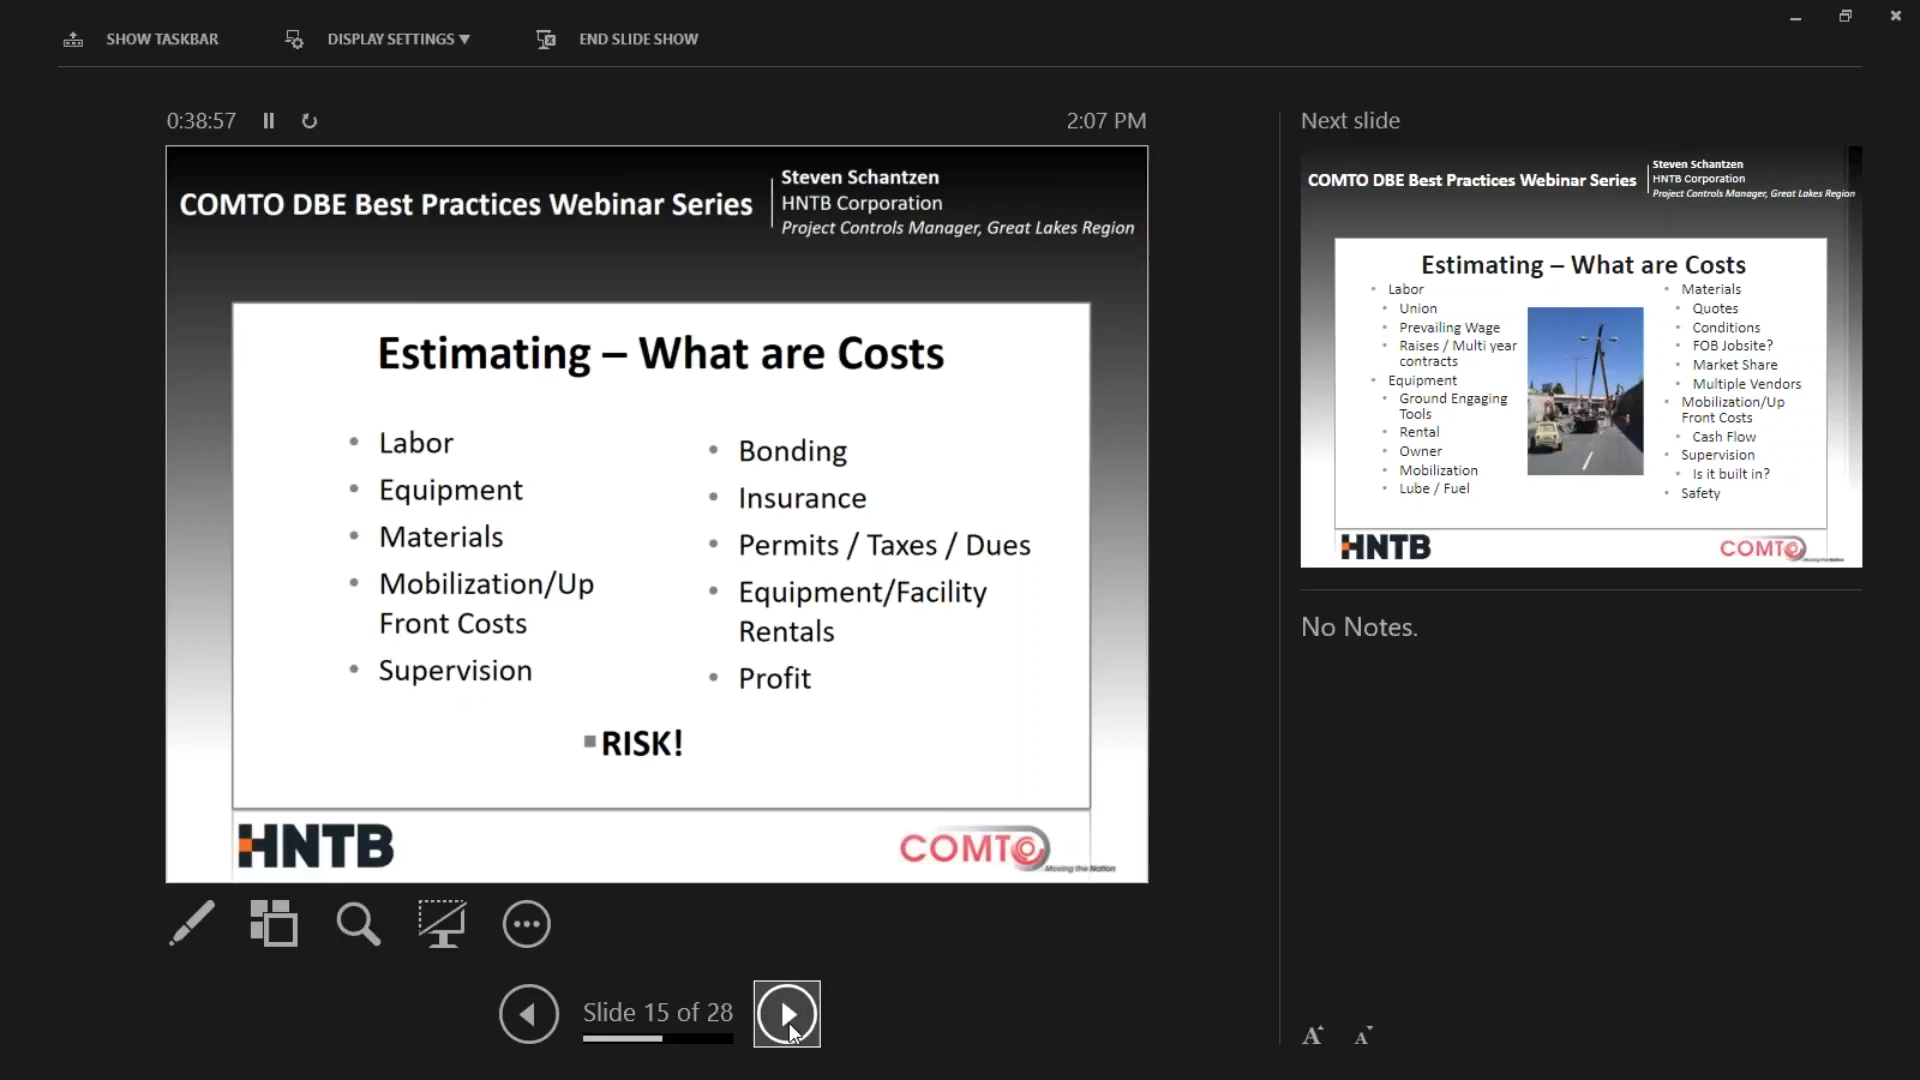 SHOW TASKBAR
DISPLAY SETTINGS
END SLIDE SHOW
0:38:57
2:07 PM
COMTO DBE Best Practices Webinar Series
Steven Schantzen
HNTB Corporation
Project Controls Manager, Great Lakes Region
Estimating – What are Costs
Labor
Equipment
Materials
Mobilization/Up
Front Costs
Supervision
Bonding
Insurance
Permits / Taxes / Dues
Equipment/Facility
Rentals
Profit
RISK!
HNTB
COMTO
Moving the Nation
Slide 15 of 28
Next slide
COMTO DBE Best Practices Webinar Series
Steven Schantzen
HNTB Corporation
Project Controls Manager, Great Lakes Region
Estimating – What are Costs
Labor
Union
Prevailing Wage
Raises / Multi year
contracts
Equipment
Ground Engaging
Tools
Rental
Owner
Mobilization
Lube / Fuel
Materials
Quotes
Conditions
FOB Jobsite?
Market Share
Multiple Vendors
Mobilization/Up
Front Costs
Cash Flow
Supervision
Is it built in?
Safety
HNTB
COMTO
Moving the Nation
No Notes.
A A